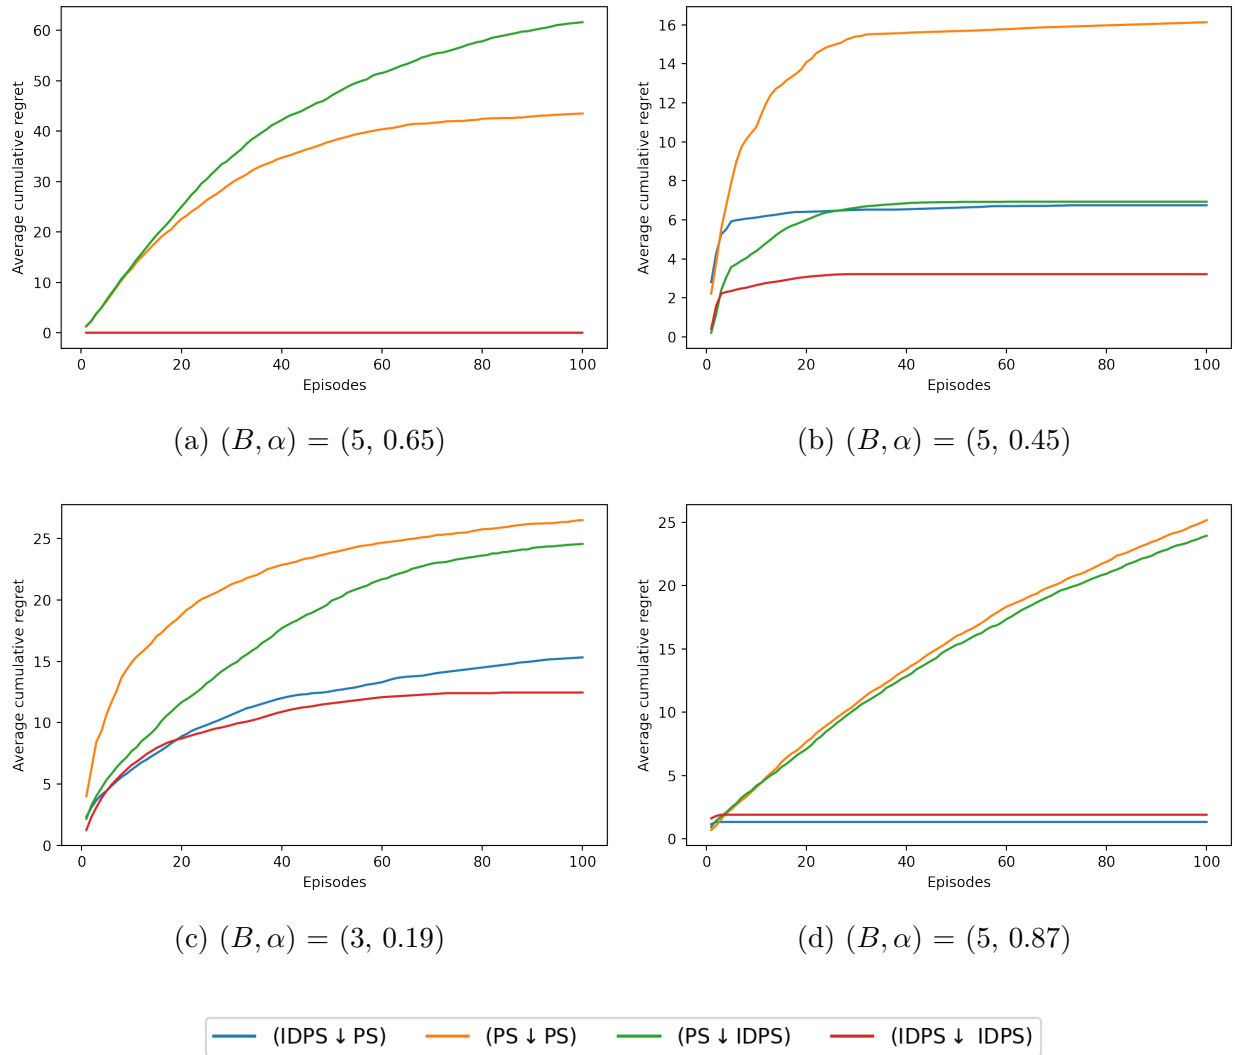 60
50
40
30
20
10
0
Average cumulative regret
0 20 40 60 80 100
Episodes
(a) (B, α) = (5, 0.65)
16
14
12
10
8
6
4
2
0
Average cumulative regret
0 20 40 60 80 100
Episodes
(b) (B, α) = (5, 0.45)
25
20
15
10
5
0
Average cumulative regret
0 20 40 60 80 100
Episodes
(c) (B, α) = (3, 0.19)
25
20
15
10
5
0
Average cumulative regret
0 20 40 60 80 100
Episodes
(d) (B, α) = (5, 0.87)
(IDPS ↓ PS) (PS ↓ PS) (PS ↓ IDPS) (IDPS ↓ IDPS)